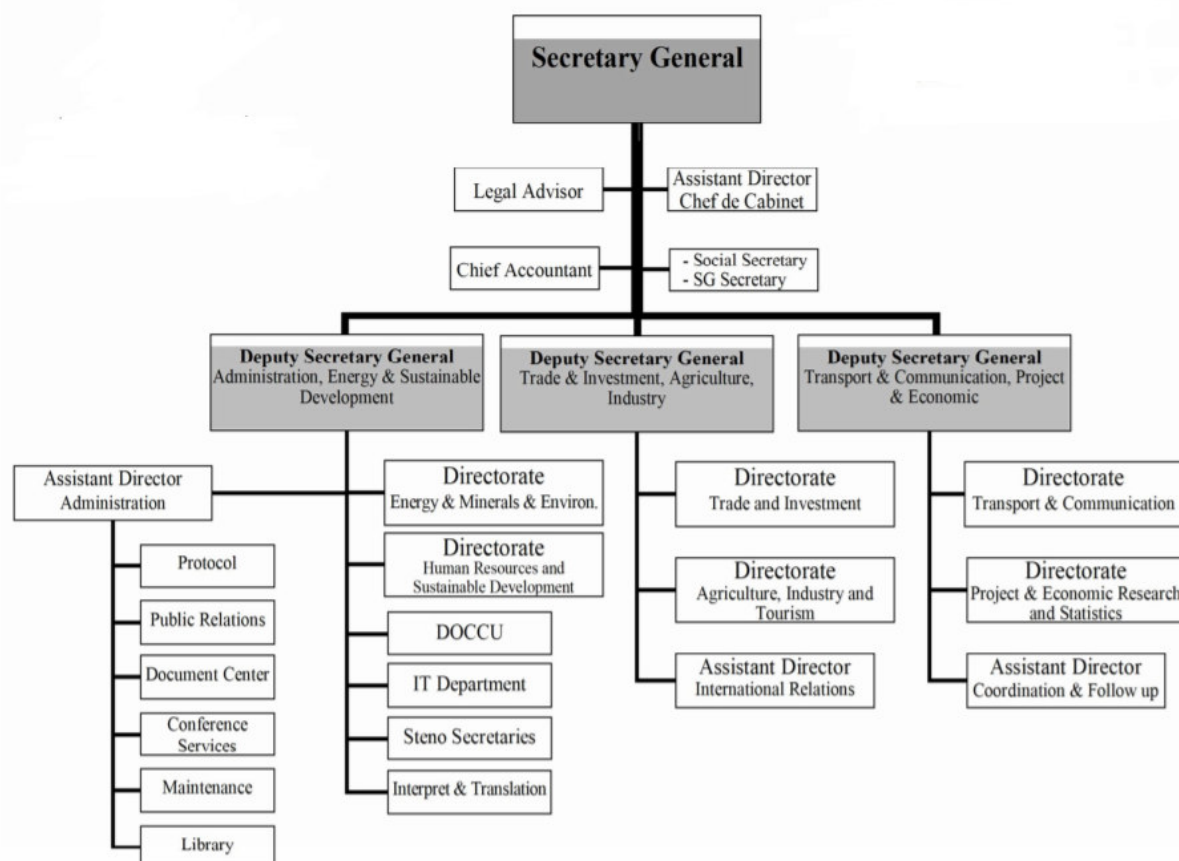 Secretary General
Legal Advisor
Assistant Director
Chef de Cabinet
Chief Accountant
- Social Secretary
- SG Secretary
Deputy Secretary General
Administration, Energy & Sustainable
Development
Deputy Secretary General
Trade & Investment, Agriculture,
Industry
Deputy Secretary General
Transport & Communication, Project
& Economic
Assistant Director
Administration
Protocol
Public Relations
Document Center
Conference
Services
Maintenance
Library
Directorate
Energy & Minerals & Environ.
Directorate
Human Resources and
Sustainable Development
DOCCU
IT Department
Steno Secretaries
Interpret & Translation
Directorate
Trade and Investment
Directorate
Agriculture, Industry and
Tourism
Assistant Director
International Relations
Directorate
Transport & Communication
Directorate
Project & Economic Research
and Statistics
Assistant Director
Coordination & Follow up